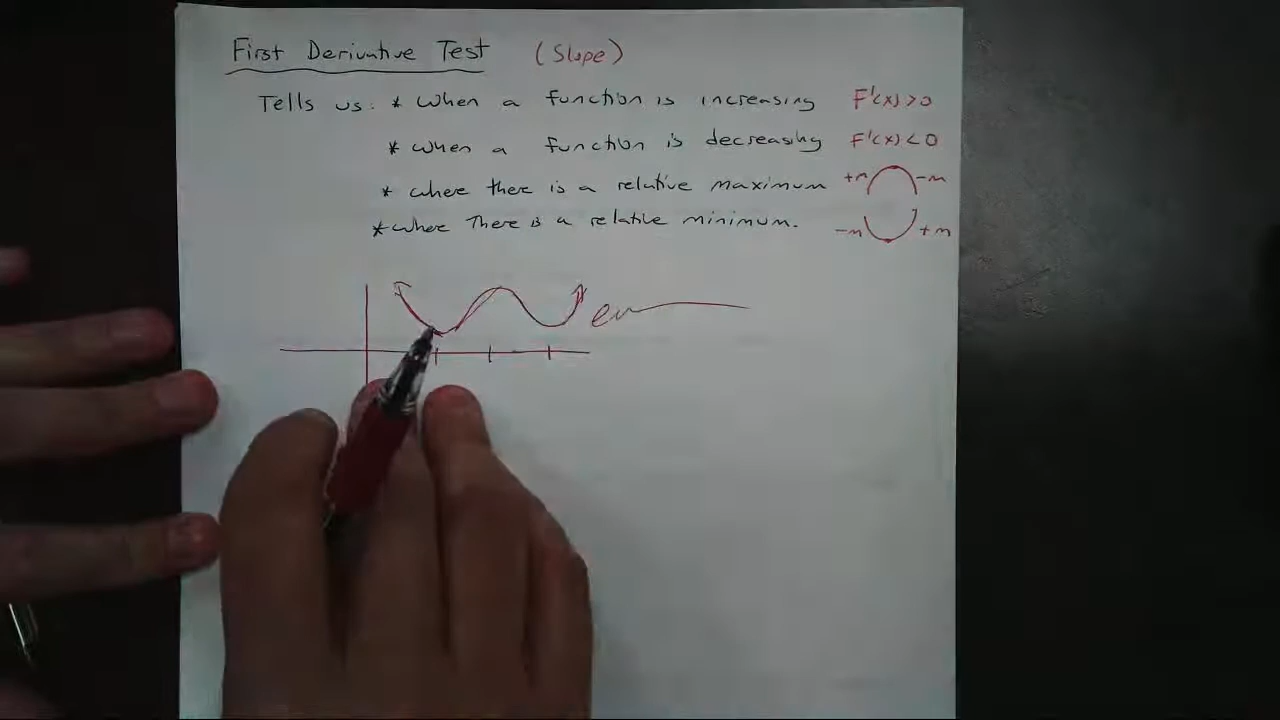 First Derivative Test (Slope)
Tells us: * When a function is increasing F'(x) > 0
* when a function is decreasing F'(x) < 0
* where there is a relative maximum +m -m
* where There is a relative minimum. -m +m